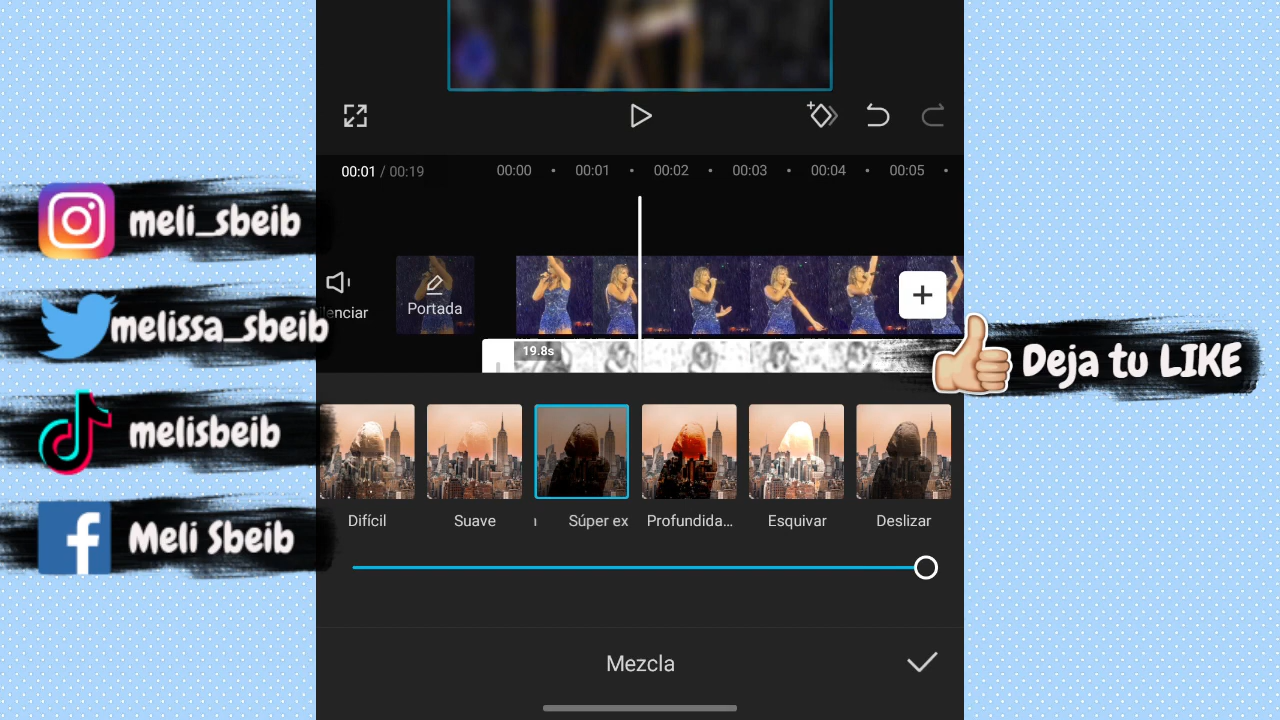 00:01 / 00:19
00:00
00:01
00:02
00:03
00:04
00:05
meli_sbeib
melissa_sbeib
melisbeib
Meli Sbeib
enciar
Portada
19.8s
Deja tu LIKE
Difícil
Suave
Súper ex
Profundida...
Esquivar
Deslizar
Mezcla